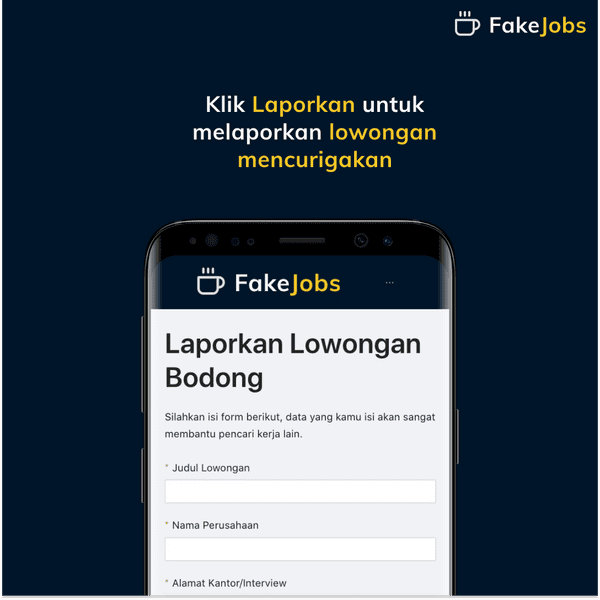 FakeJobs
Klik Laporkan untuk
melaporkan lowongan
mencurigakan
FakeJobs ...
Laporkan Lowongan
Bodong
Silahkan isi form berikut, data yang kamu isi akan sangat
membantu pencari kerja lain.
* Judul Lowongan
* Nama Perusahaan
* Alamat Kantor/Interview